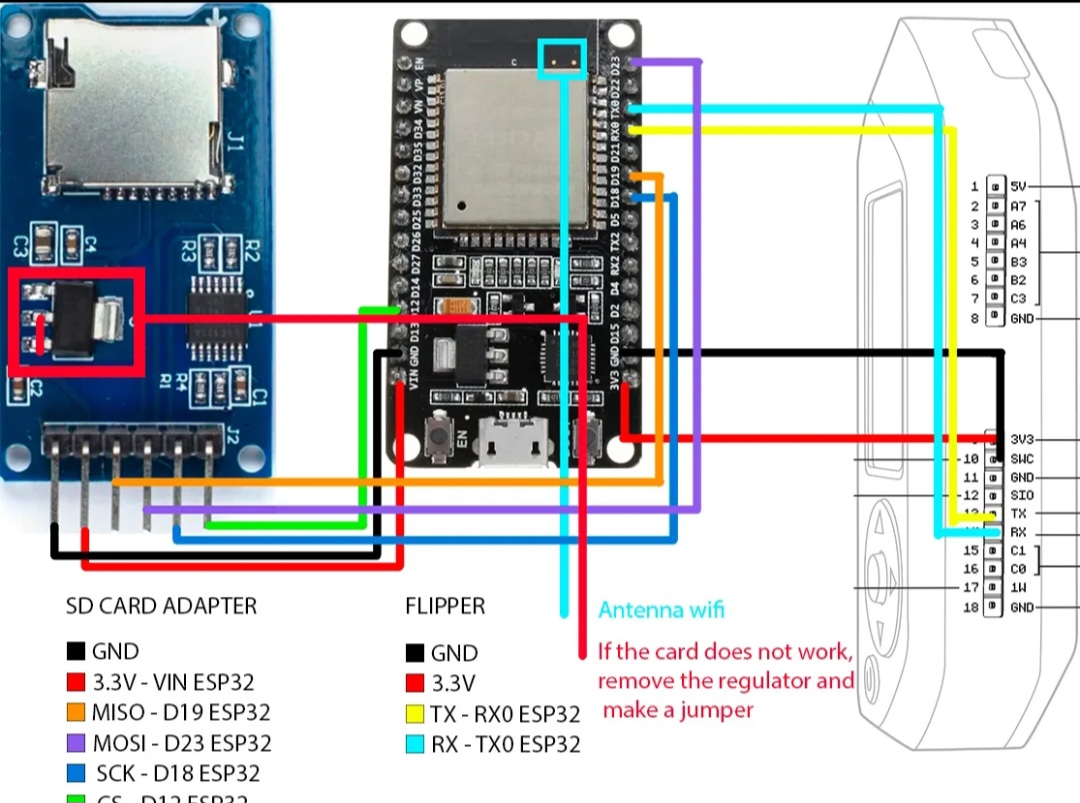 J1
C3
C4
R3
R2
C2
R1
R4
C1
J2
U1
EN
VP
VN
D34
D35
D32
D33
D25
D26
D27
D14
D12
D13
GND
VIN
C
D23
D22
TX0
RX0
D21
D19
D18
D5
TX2
RX2
D4
D2
D15
GND
3V3
EN
1 5V
2 A7
3 A6
4 A4
5 B3
6 B2
7 C3
8 GND
3V3
10 SWC
11 GND
12 SIO
TX
RX
15 C1
16 C0
17 1W
18 GND
SD CARD ADAPTER
GND
3.3V - VIN ESP32
MISO - D19 ESP32
MOSI - D23 ESP32
SCK - D18 ESP32
CS - D12 ESP32
FLIPPER
GND
3.3V
TX - RX0 ESP32
RX - TX0 ESP32
Antenna wifi
If the card does not work,
remove the regulator and
make a jumper